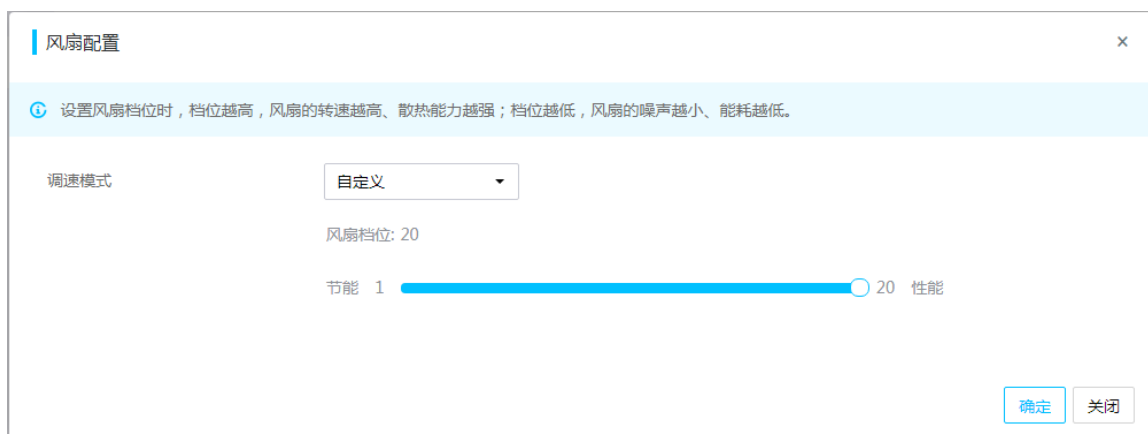 风扇配置 ×
设置风扇档位时，档位越高，风扇的转速越高、散热能力越强；档位越低，风扇的噪声越小、能耗越低。
调速模式 自定义
风扇档位: 20
节能 1 20 性能
确定 关闭